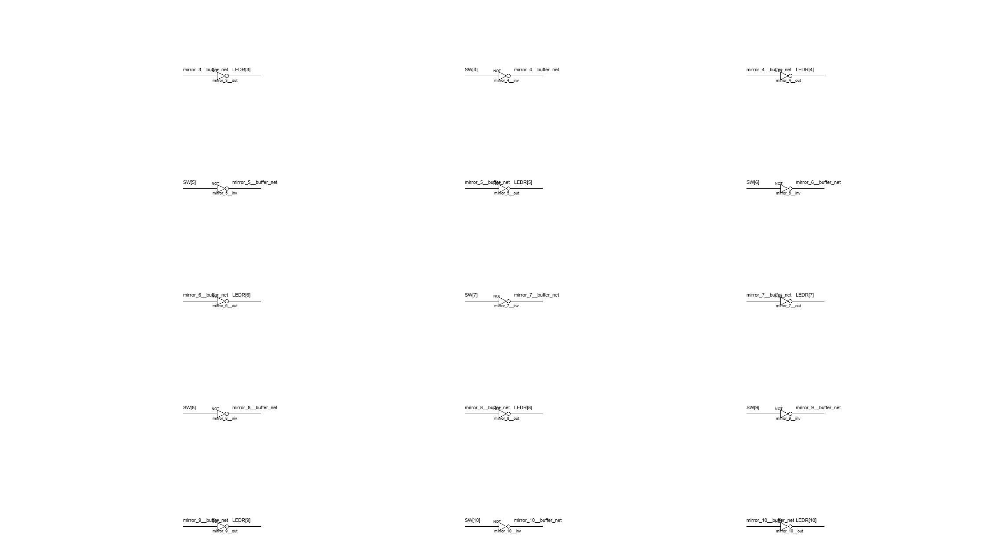 mirror_3__buffer_net LEDR[3] SW[4] NOT mirror_4__buffer_net mirror_4__buffer_net LEDR[4]
NOT NOT
mirror_3__out mirror_4__inv mirror_4__out
SW[5] NOT mirror_5__buffer_net mirror_5__buffer_net LEDR[5] SW[6] NOT mirror_6__buffer_net
NOT
mirror_5__inv mirror_5__out mirror_6__inv
mirror_6__buffer_net LEDR[6] SW[7] NOT mirror_7__buffer_net mirror_7__buffer_net LEDR[7]
NOT NOT
mirror_6__out mirror_7__inv mirror_7__out
SW[8] NOT mirror_8__buffer_net mirror_8__buffer_net LEDR[8] SW[9] NOT mirror_9__buffer_net
NOT
mirror_8__inv mirror_8__out mirror_9__inv
mirror_9__buffer_net LEDR[9] SW[10] NOT mirror_10__buffer_net mirror_10__buffer_net LEDR[10]
NOT NOT
mirror_9__out mirror_10__inv mirror_10__out